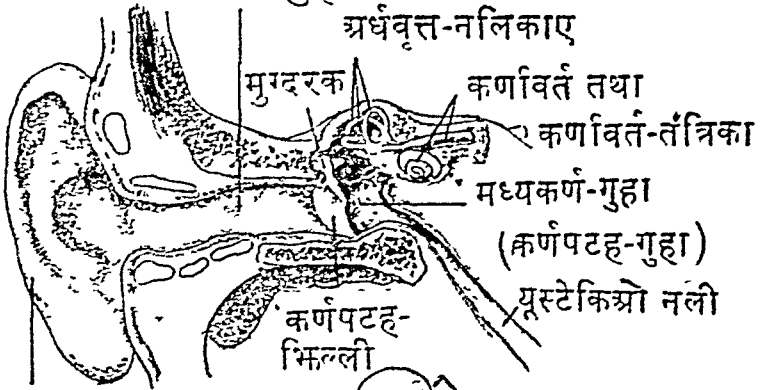 अर्धवृत्त-नलिकाए
मुग्दरक
कर्णावर्त तथा
कर्णावर्त-तंत्रिका
मध्यकर्ण-गुहा
(कर्णपटह-गुहा)
यूस्टेकिओ नली
कर्णपटह-
झिल्ली